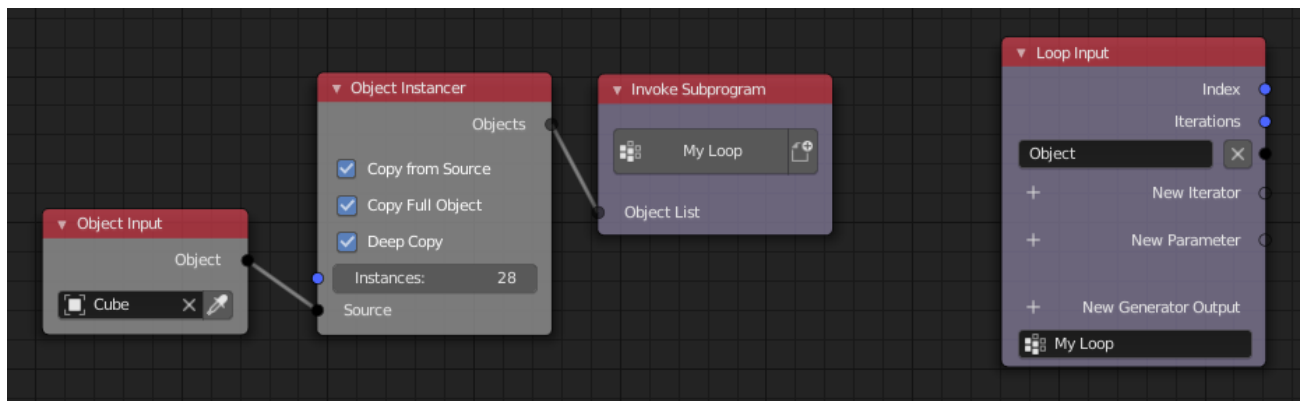 Object Input
Object
Cube
Object Instancer
Objects
Copy from Source
Copy Full Object
Deep Copy
Instances: 28
Source
Invoke Subprogram
My Loop
Object List
Loop Input
Index
Iterations
Object
New Iterator
New Parameter
New Generator Output
My Loop